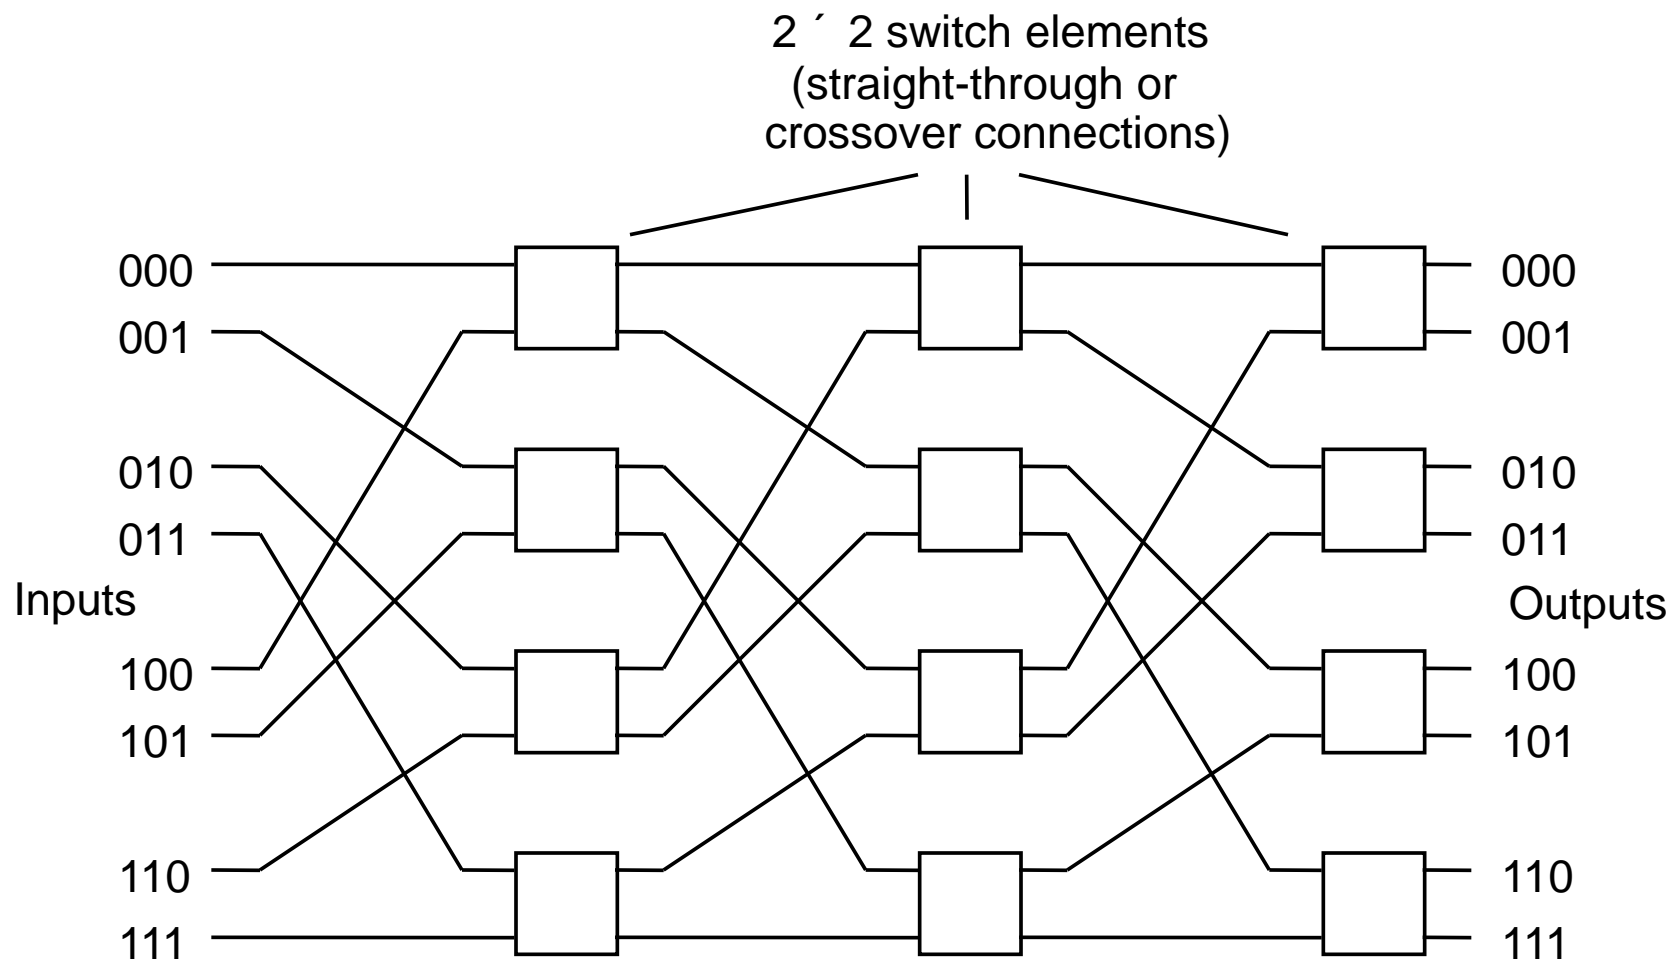 2 ´ 2 switch elements
(straight-through or
crossover connections)
000 000
001 001
010 010
011 011
Inputs Outputs
100 100
101 101
110 110
111 111